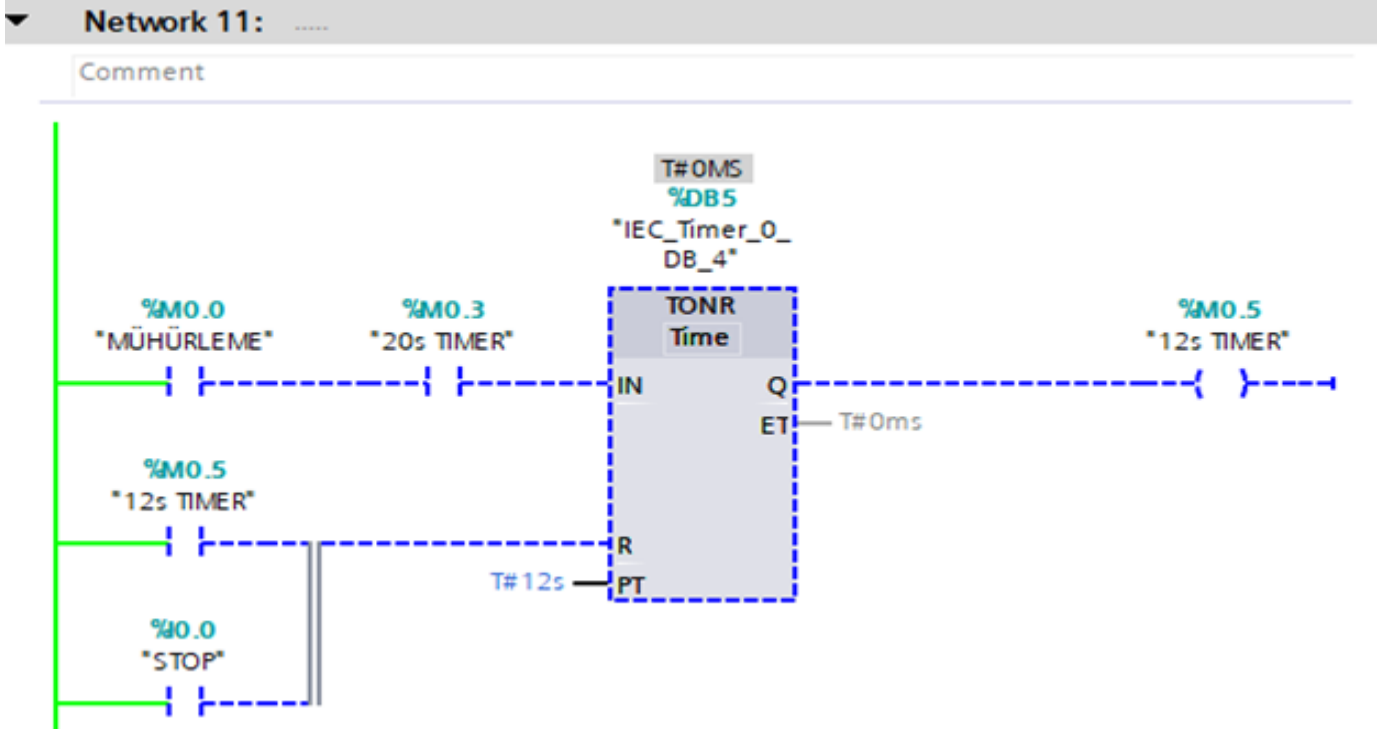 Network 11: .....
Comment
T#0MS
%DB5
"IEC_Timer_0_
DB_4"
%M0.0
"MÜHÜRLEME"
%M0.3
"20s TIMER"
TONR
Time
%M0.5
"12s TIMER"
IN
Q
ET
T#0ms
%M0.5
"12s TIMER"
R
T#12s
PT
%I0.0
"STOP"